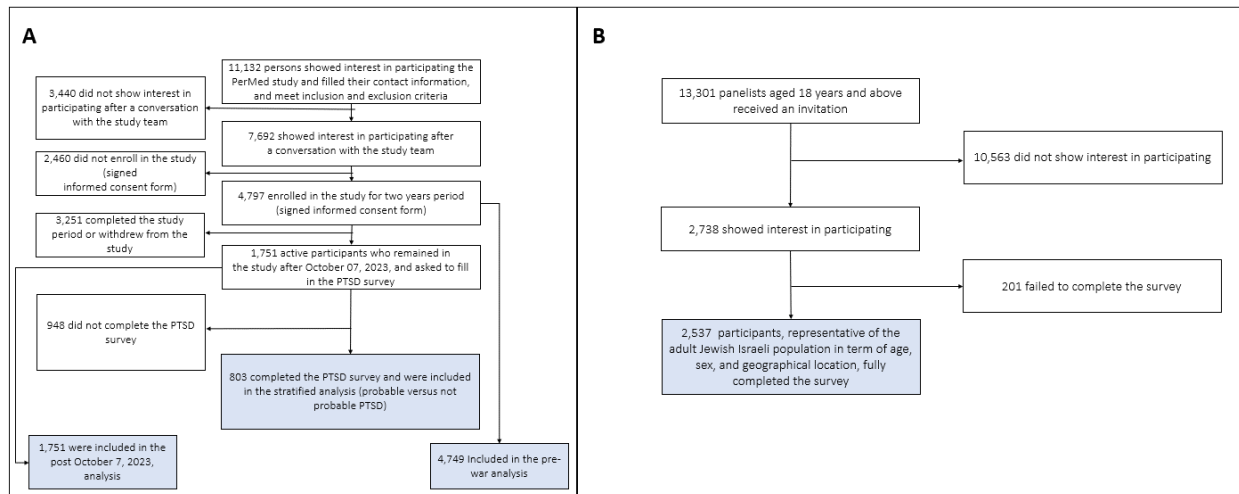 A
11,132 persons showed interest in participating the
PerMed study and filled their contact information,
and meet inclusion and exclusion criteria
3,440 did not show interest in
participating after a conversation
with the study team
7,692 showed interest in participating after
a conversation with the study team
2,460 did not enroll in the study
(signed
informed consent form)
4,797 enrolled in the study for two years period
(signed informed consent form)
3,251 completed the study
period or withdrew from the
study
1,751 active participants who remained in
the study after October 07, 2023, and asked to fill
in the PTSD survey
948 did not complete the PTSD
survey
803 completed the PTSD survey and were included
in the stratified analysis (probable versus not
probable PTSD)
1,751 were included in the
post October 7, 2023,
analysis
4,749 Included in the pre-
war analysis
B
13,301 panelists aged 18 years and above
received an invitation
10,563 did not show interest in participating
2,738 showed interest in participating
201 failed to complete the survey
2,537 participants, representative of the
adult Jewish Israeli population in term of age,
sex, and geographical location, fully
completed the survey